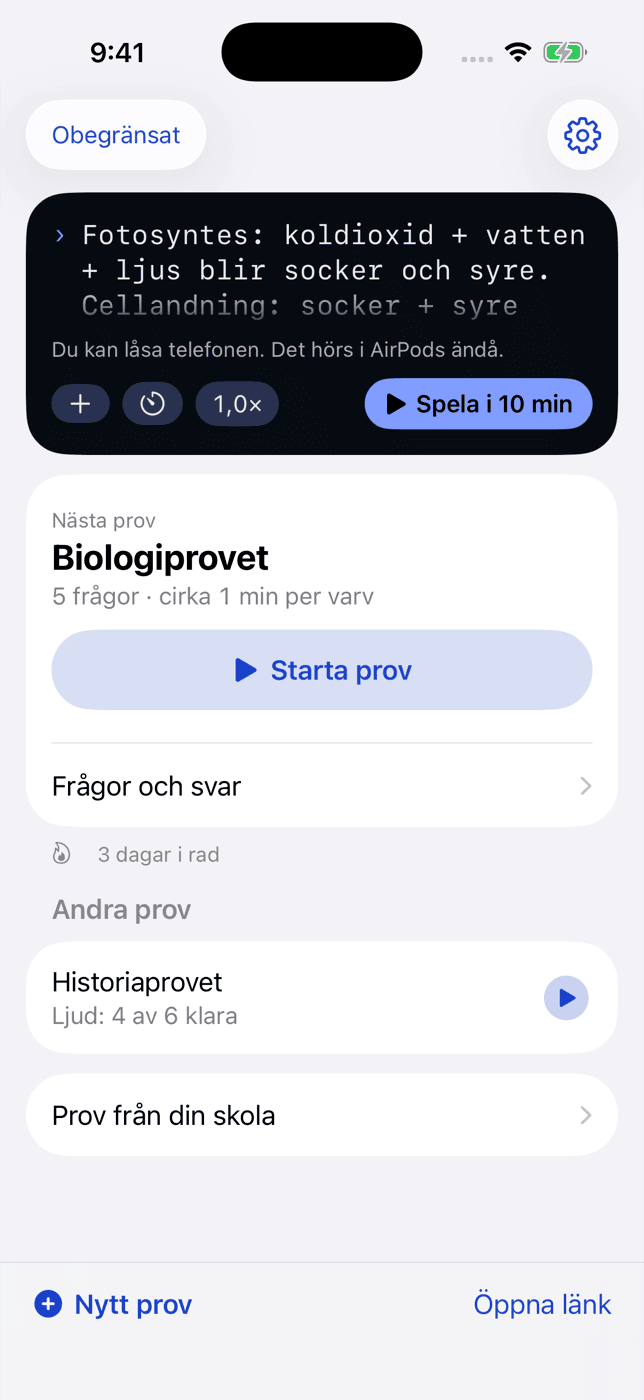 9:41
Obegränsat
› Fotosyntes: koldioxid + vatten
+ ljus blir socker och syre.
Cellandning: socker + syre
Du kan låsa telefonen. Det hörs i AirPods ändå.
1,0×
Spela i 10 min
Nästa prov
Biologiprovet
5 frågor · cirka 1 min per varv
Starta prov
Frågor och svar
3 dagar i rad
Andra prov
Historiaprovet
Ljud: 4 av 6 klara
Prov från din skola
Nytt prov
Öppna länk